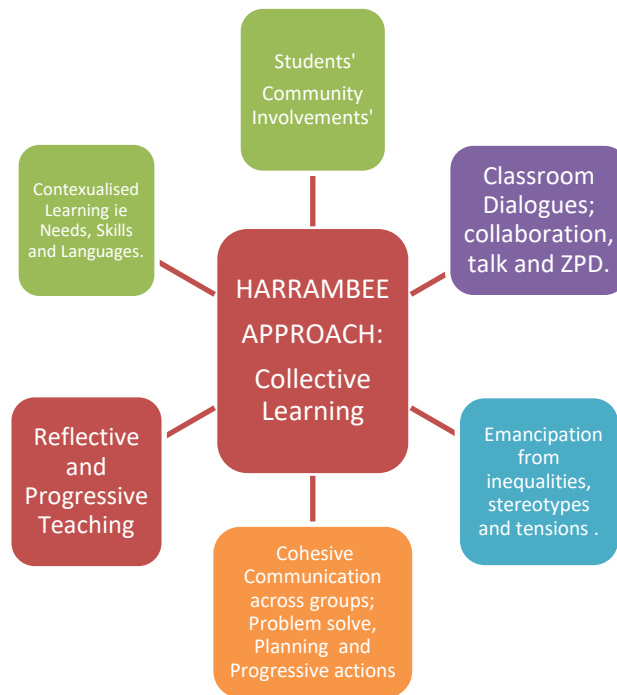 Students'
Community
Involvements'
Contexualised
Learning ie
Needs, Skills
and Languages.
Classroom
Dialogues;
collaboration,
talk and ZPD.
HARRAMBEE
APPROACH:
Collective
Learning
Reflective
and
Progressive
Teaching
Emancipation
from
inequalities,
stereotypes
and tensions .
Cohesive
Communication
across groups;
Problem solve,
Planning and
Progressive actions